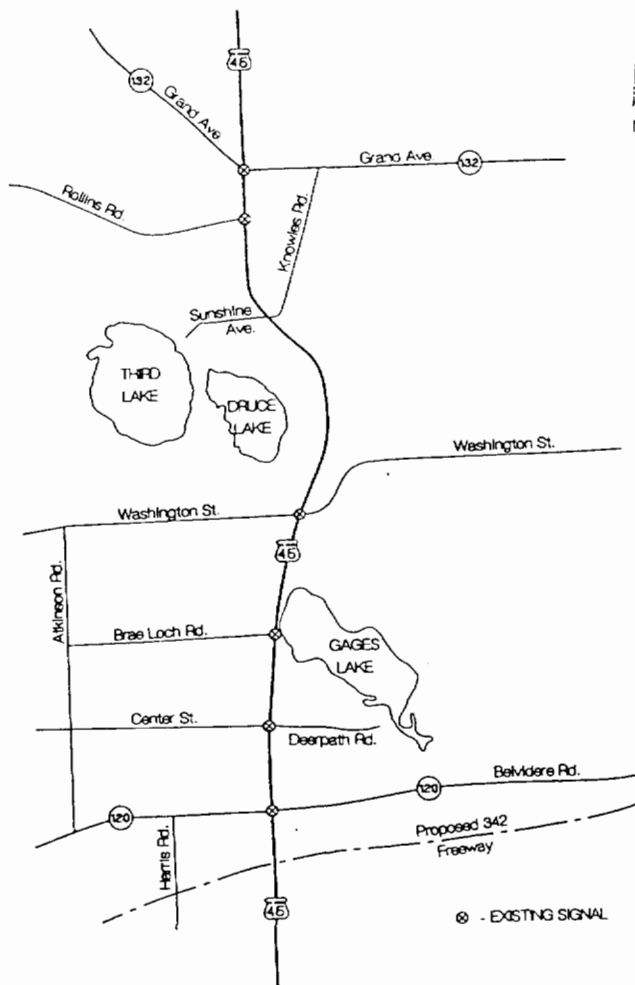 45
132
Grand Ave
Grand Ave
132
Rollins Rd.
Knowles Rd.
Sunshine
Ave.
THIRD
LAKE
DRUCE
LAKE
Washington St.
Washington St.
45
Atkinson Rd.
Brae Loch Rd.
GAGES
LAKE
Center St.
Deerpath Rd.
Belvidere Rd.
120
120
Proposed 342
Freeway
Harris Rd.
45
⊗ - EXISTING SIGNAL